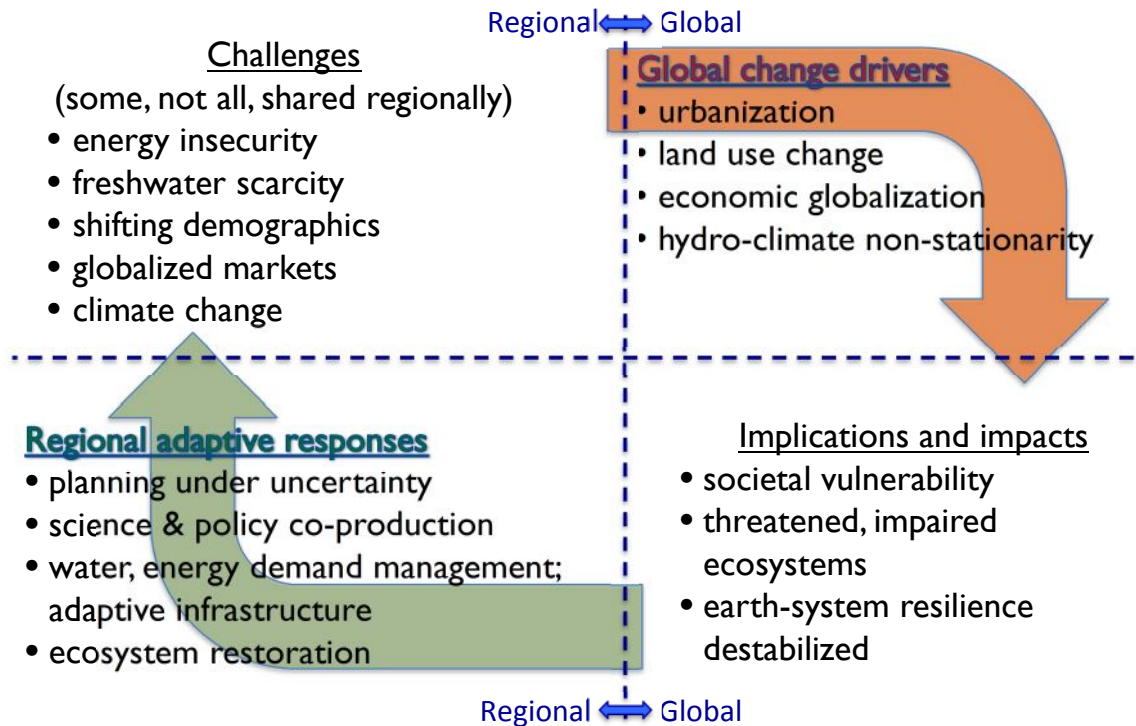 Regional Global
Challenges
(some, not all, shared regionally)
• energy insecurity
• freshwater scarcity
• shifting demographics
• globalized markets
• climate change
Global change drivers
• urbanization
• land use change
• economic globalization
• hydro-climate non-stationarity
Regional adaptive responses
• planning under uncertainty
• science & policy co-production
• water, energy demand management;
adaptive infrastructure
• ecosystem restoration
Implications and impacts
• societal vulnerability
• threatened, impaired
ecosystems
• earth-system resilience
destabilized
Regional Global